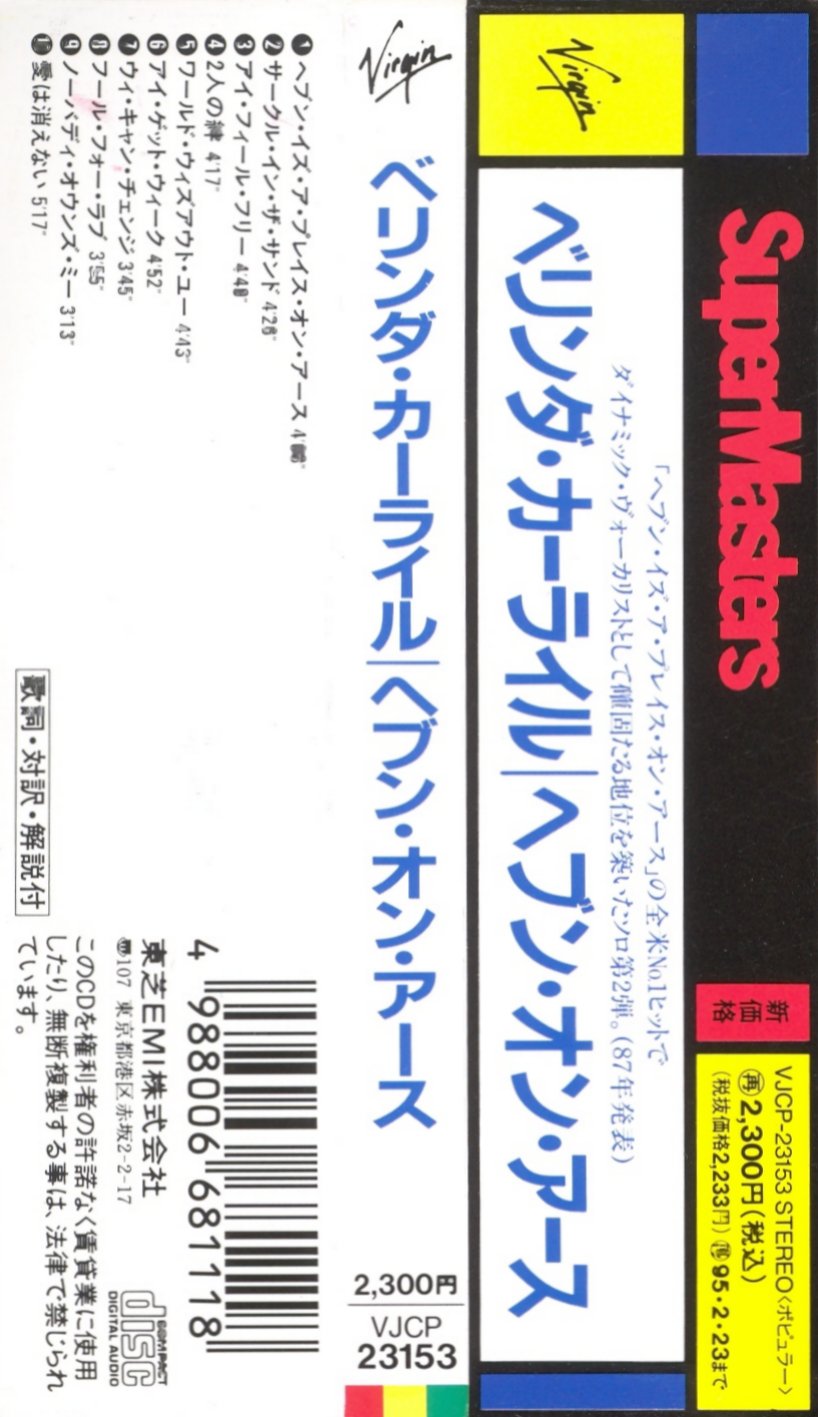 SuperMasters
新価格
VJCP-23153 STEREO〈ポピュラー〉
再2,300円(税込)
(税抜価格2,233円) 95・2・23まで
Virgin
「ヘブン・イズ・ア・プレイス・オン・アース」の全米No.1ヒットで
ダイナミック・ヴォーカリストとして確固たる地位を築いたソロ第2弾。(87年発表)
ベリンダ・カーライル|ヘブン・オン・アース
Virgin
ベリンダ・カーライル|ヘブン・オン・アース
2,300円
VJCP
23153
❶ヘブン・イズ・ア・プレイス・オン・アース
❷サークル・イン・ザ・サンド 4'26"
❸アイ・フィール・フリー 4'48"
❹2人の絆 4'17"
❺ワールド・ウィズアウト・ユー 4'43"
❻アイ・ゲット・ウィーク 4'52"
❼ウィ・キャン・チェンジ 3'45"
❽フール・フォー・ラブ 3'55"
❾ノーバディ・オウンズ・ミー 3'13"
❿愛は消えない 5'17"
歌詞・対訳・解説付
4 988006 681118
東芝EMI株式会社
〠107 東京都港区赤坂2-2-17
このCDを権利者の許諾なく賃貸業に使用
したり、無断複製する事は、法律で禁じられ
ています。
COMPACT
disc
DIGITAL AUDIO